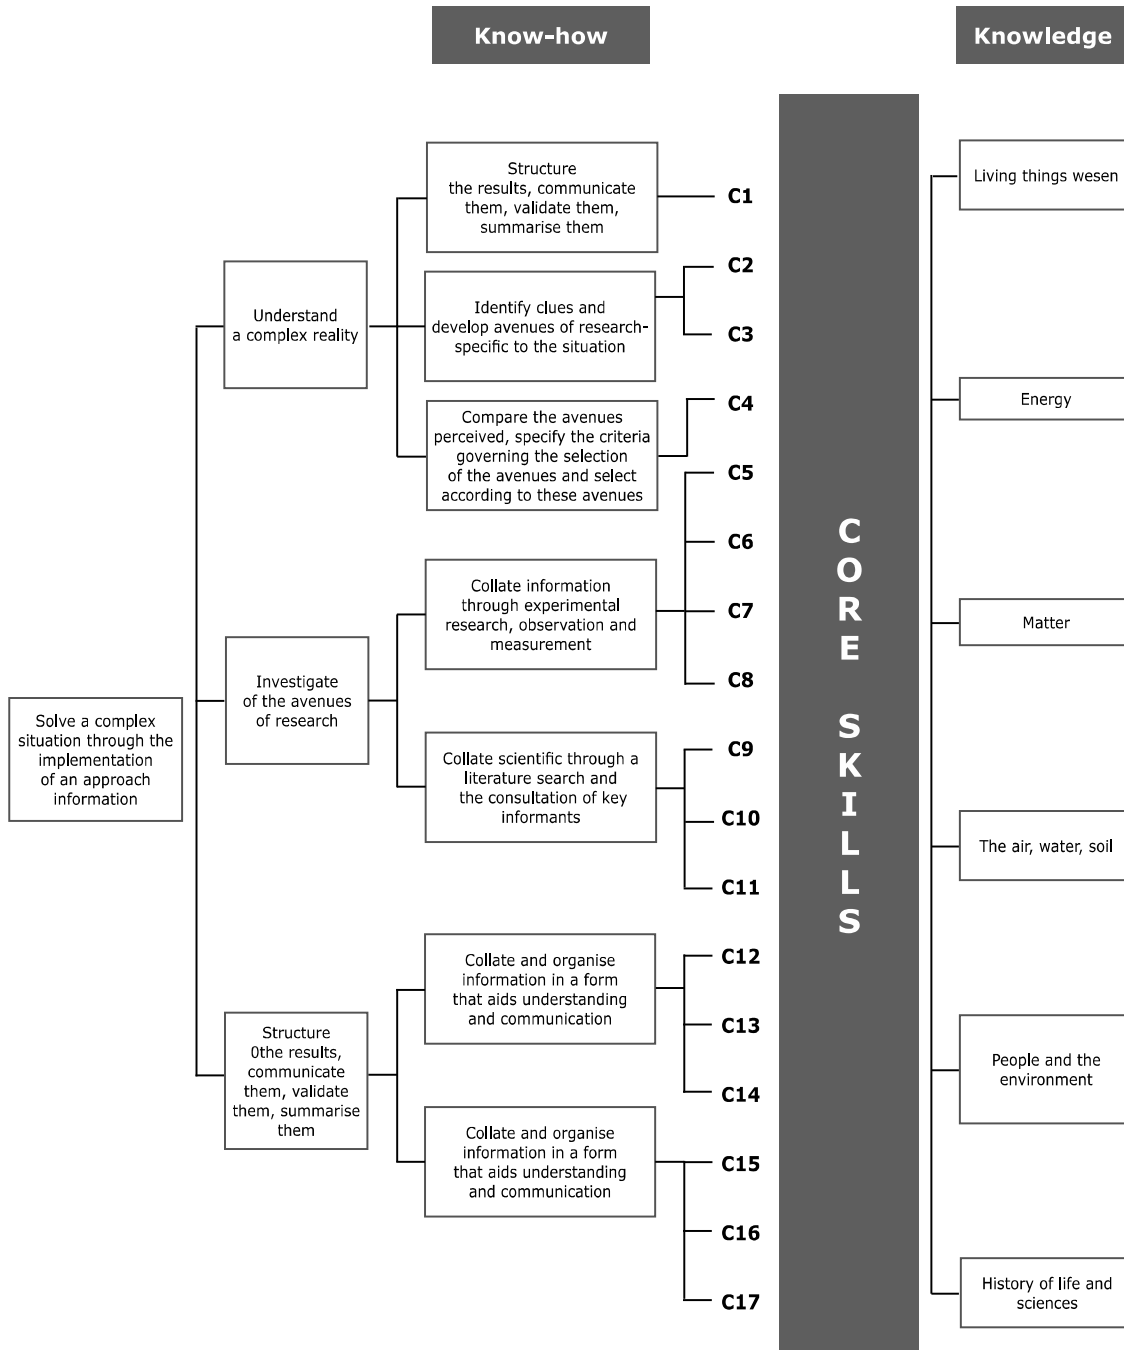 Know-how
Knowledge
Solve a complex
situation through the
implementation
of an approach
information
Understand
a complex reality
Investigate
of the avenues
of research
Structure
0the results,
communicate
them, validate
them, summarise
them
Structure
the results, communicate
them, validate them,
summarise them
Identify clues and
develop avenues of research-
specific to the situation
Compare the avenues
perceived, specify the criteria
governing the selection
of the avenues and select
according to these avenues
Collate information
through experimental
research, observation and
measurement
Collate scientific through a
literature search and
the consultation of key
informants
Collate and organise
information in a form
that aids understanding
and communication
Collate and organise
information in a form
that aids understanding
and communication
C1
C2
C3
C4
C5
C6
C7
C8
C9
C10
C11
C12
C13
C14
C15
C16
C17
CORE SKILLS
Living things wesen
Energy
Matter
The air, water, soil
People and the
environment
History of life and
sciences